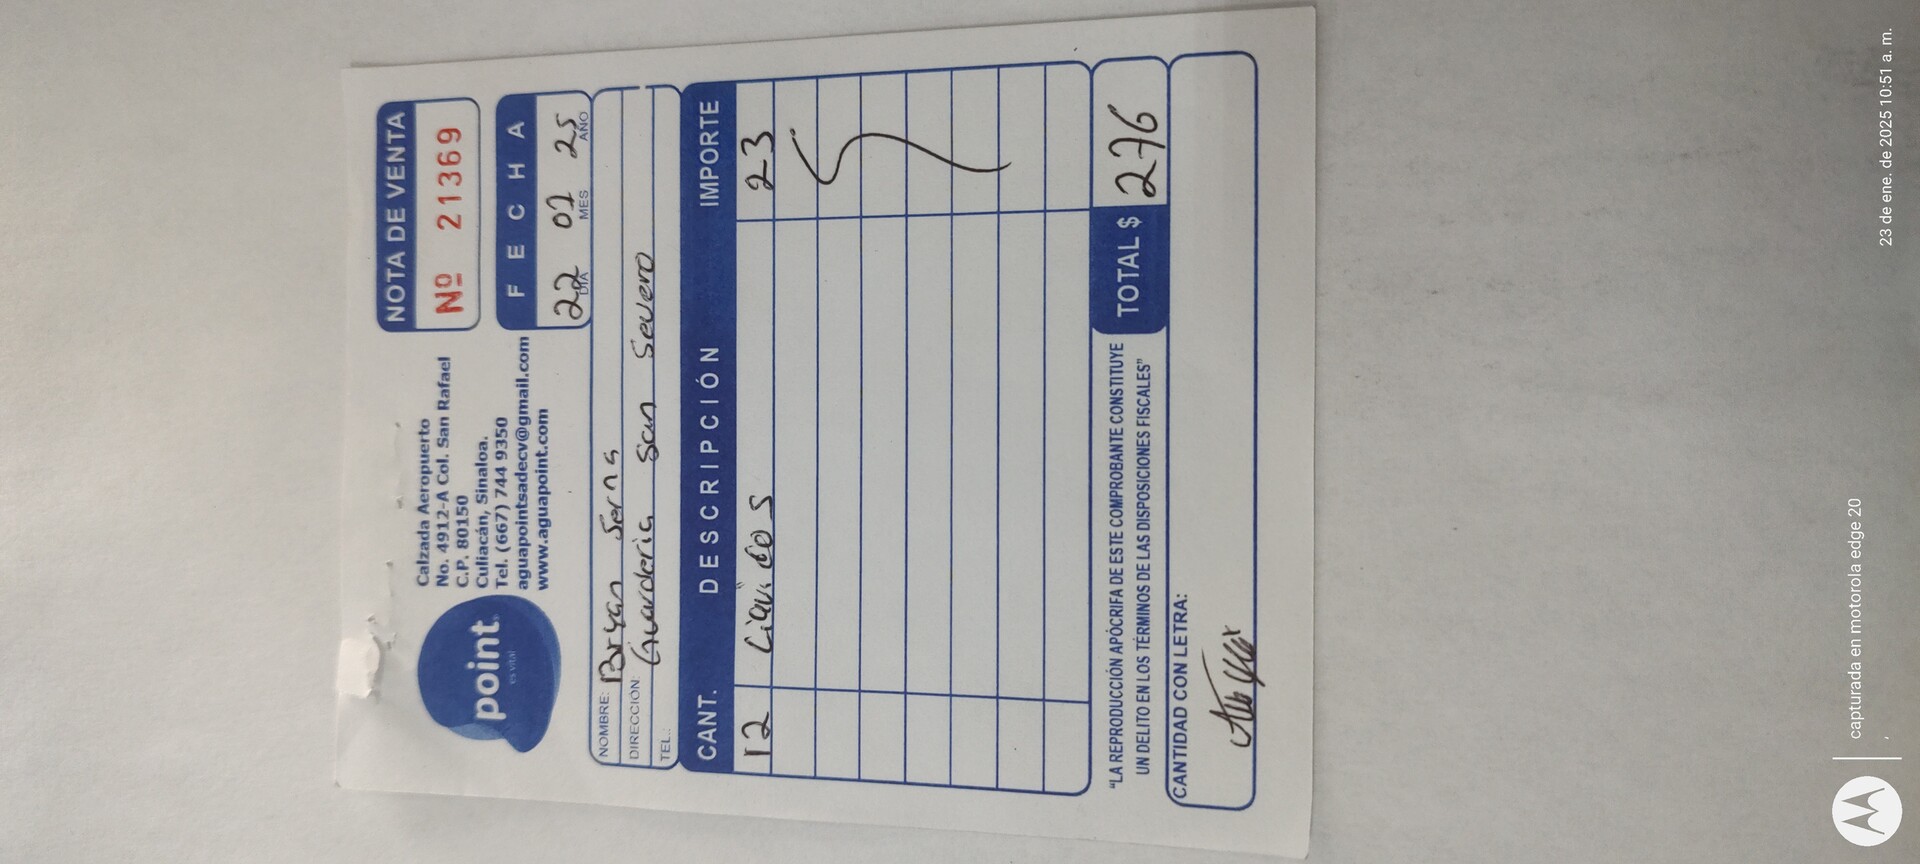 point
es vital
Calzada Aeropuerto
No. 4912-A Col. San Rafael
C.P. 80150
Culiacán, Sinaloa.
Tel. (667) 744 9350
aguapointsadecv@gmail.com
www.aguapoint.com
NOTA DE VENTA
Nº 21369
FECHA
22 01 25
DÍA MES AÑO
NOMBRE: Bryan Serna
DIRECCIÓN: Guarderia San Severo
TEL.:
CANT. DESCRIPCIÓN IMPORTE
12 Liquidos 23
"LA REPRODUCCIÓN APÓCRIFA DE ESTE COMPROBANTE CONSTITUYE
UN DELITO EN LOS TÉRMINOS DE LAS DISPOSICIONES FISCALES"
TOTAL $ 276
CANTIDAD CON LETRA:
capturada en motorola edge 20
23 de ene. de 2025 10:51 a. m.